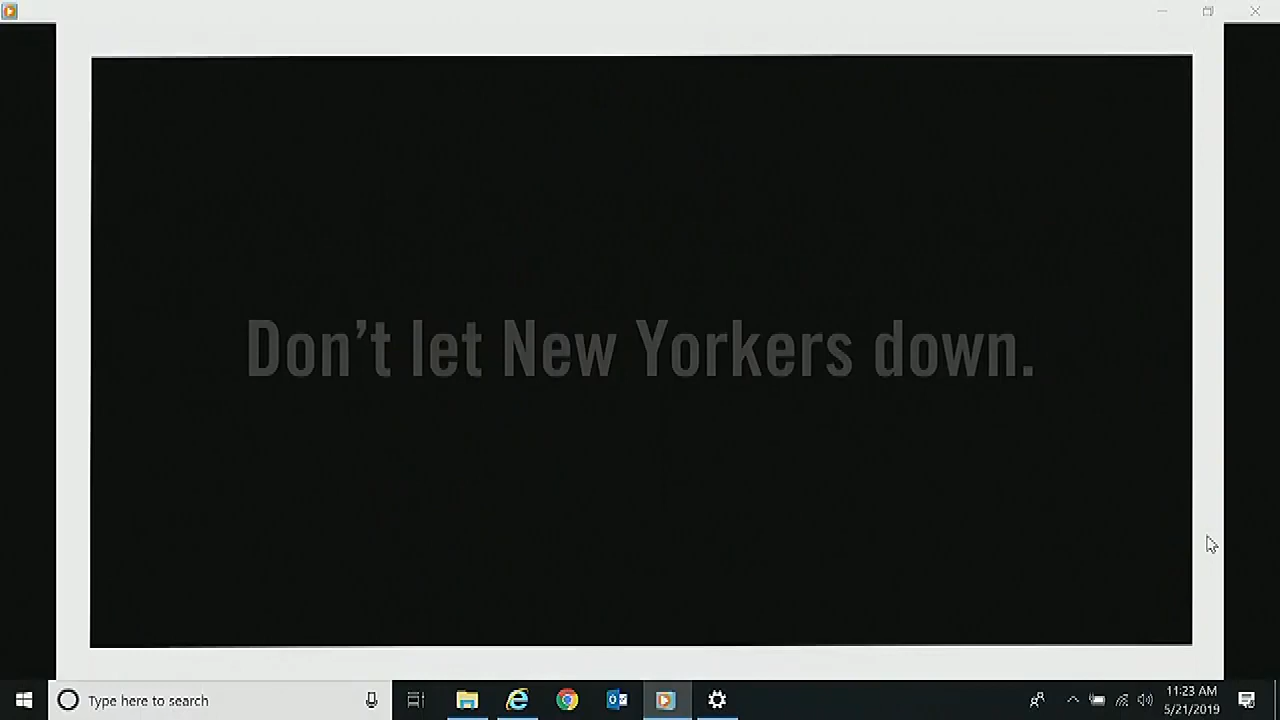 Don’t let New Yorkers down.
Type here to search
11:23 AM
5/21/2019